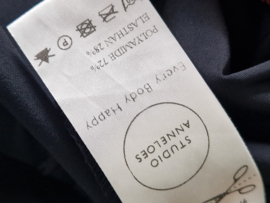 STUDIO
ANNELOES
Every Body Happy
POLYAMIDE 72%
ELASTHAN 28%
P